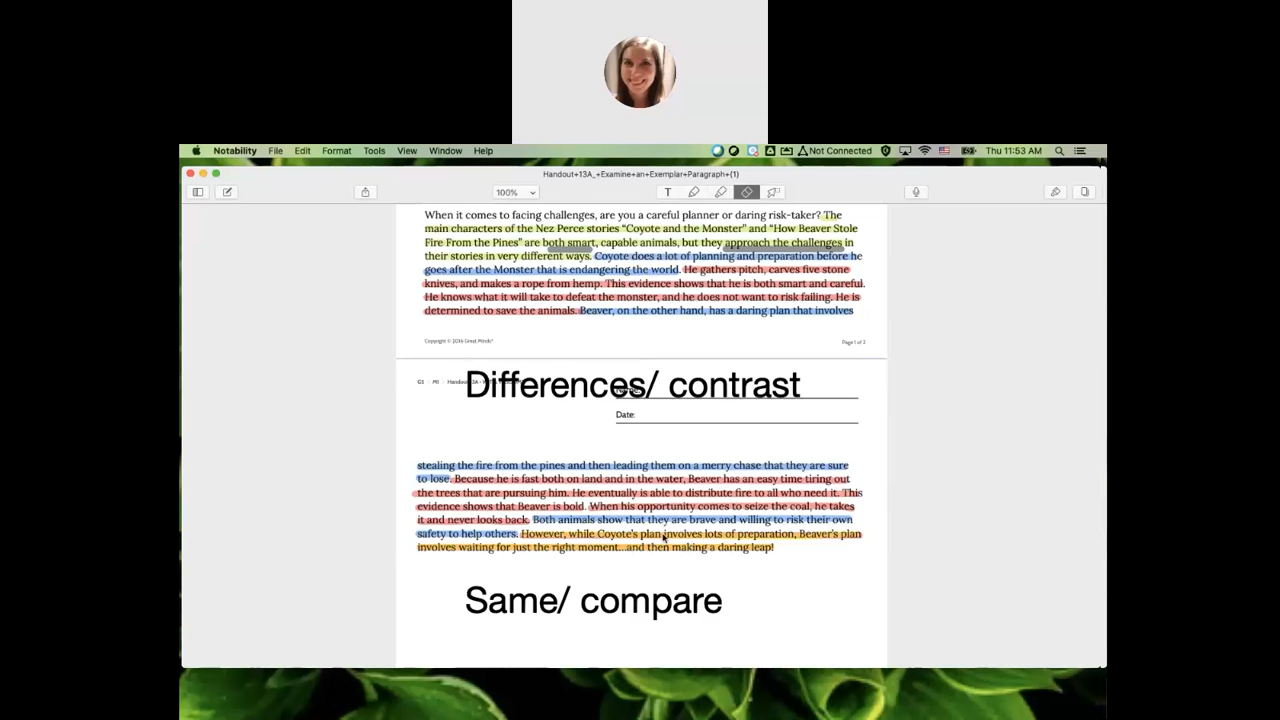 Notability File Edit Format Tools View Window Help Not Connected Thu 11:53 AM
Handout+13A_+Examine+an+Exemplar+Paragraph+(1)
100% T
When it comes to facing challenges, are you a careful planner or daring risk-taker? The
main characters of the Nez Perce stories “Coyote and the Monster” and “How Beaver Stole
Fire From the Pines” are both smart, capable animals, but they approach the challenges in
their stories in very different ways. Coyote does a lot of planning and preparation before he
goes after the Monster that is endangering the world. He gathers pitch, carves five stone
knives, and makes a rope from hemp. This evidence shows that he is both smart and careful.
He knows what it will take to defeat the monster, and he does not want to risk failing. He is
determined to save the animals. Beaver, on the other hand, has a daring plan that involves
Copyright © 2016 Great Minds® Page 1 of 2
Handout 13A
Differences/ contrast
Date:
stealing the fire from the pines and then leading them on a merry chase that they are sure
to lose. Because he is fast both on land and in the water, Beaver has an easy time tiring out
the trees that are pursuing him. He eventually is able to distribute fire to all who need it. This
evidence shows that Beaver is bold. When his opportunity comes to seize the coal, he takes
it and never looks back. Both animals show that they are brave and willing to risk their own
safety to help others. However, while Coyote’s plan involves lots of preparation, Beaver’s plan
involves waiting for just the right moment…and then making a daring leap!
Same/ compare